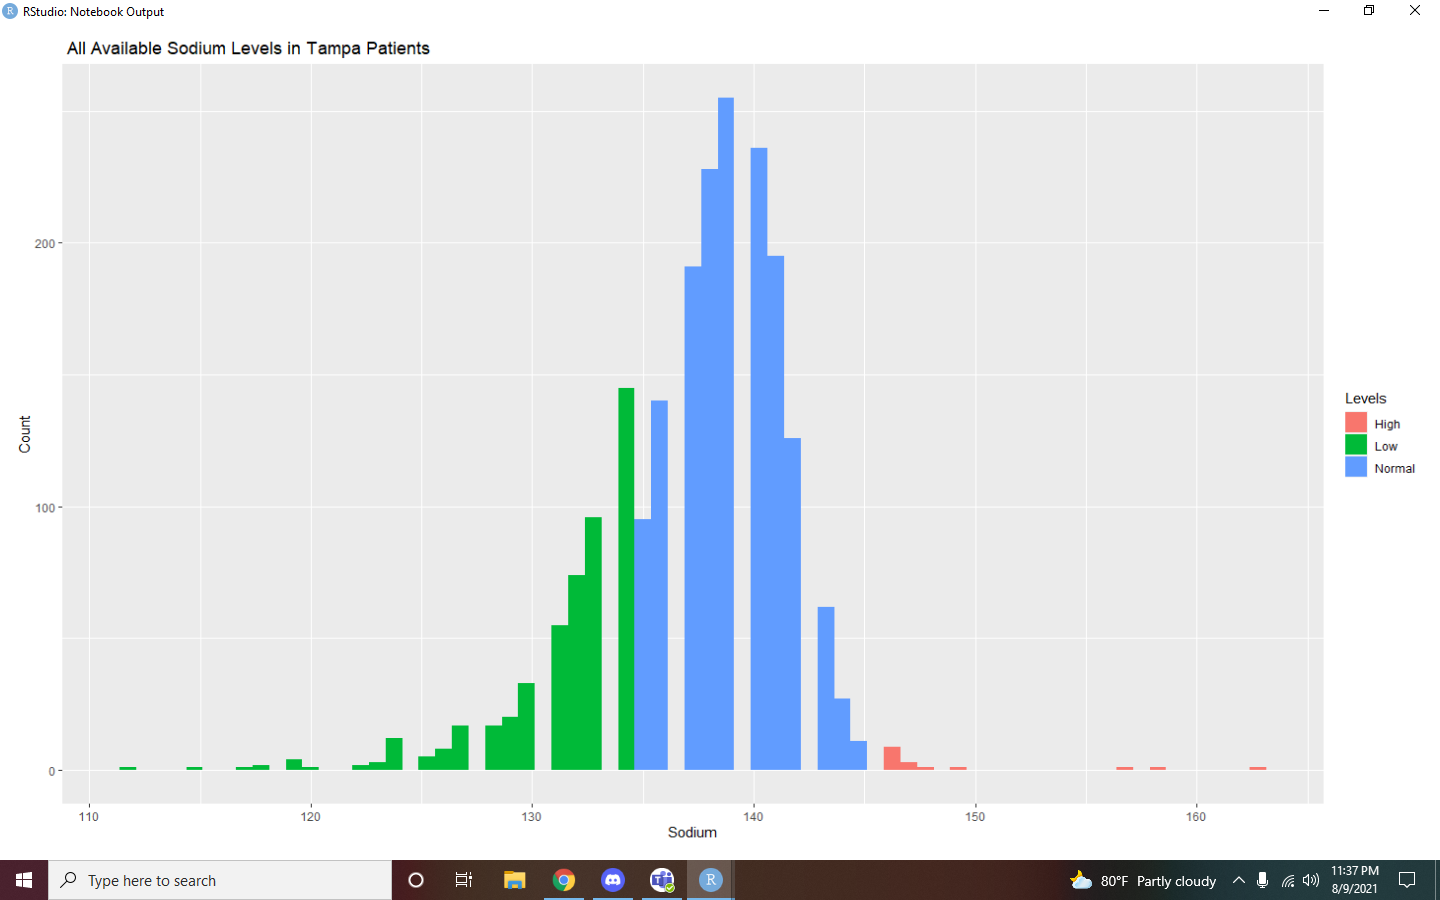 R RStudio: Notebook Output
All Available Sodium Levels in Tampa Patients
200
100
0
Count
110 120 130 140 150 160
Sodium
Levels
High
Low
Normal
Type here to search
R
80°F Partly cloudy
11:37 PM
8/9/2021